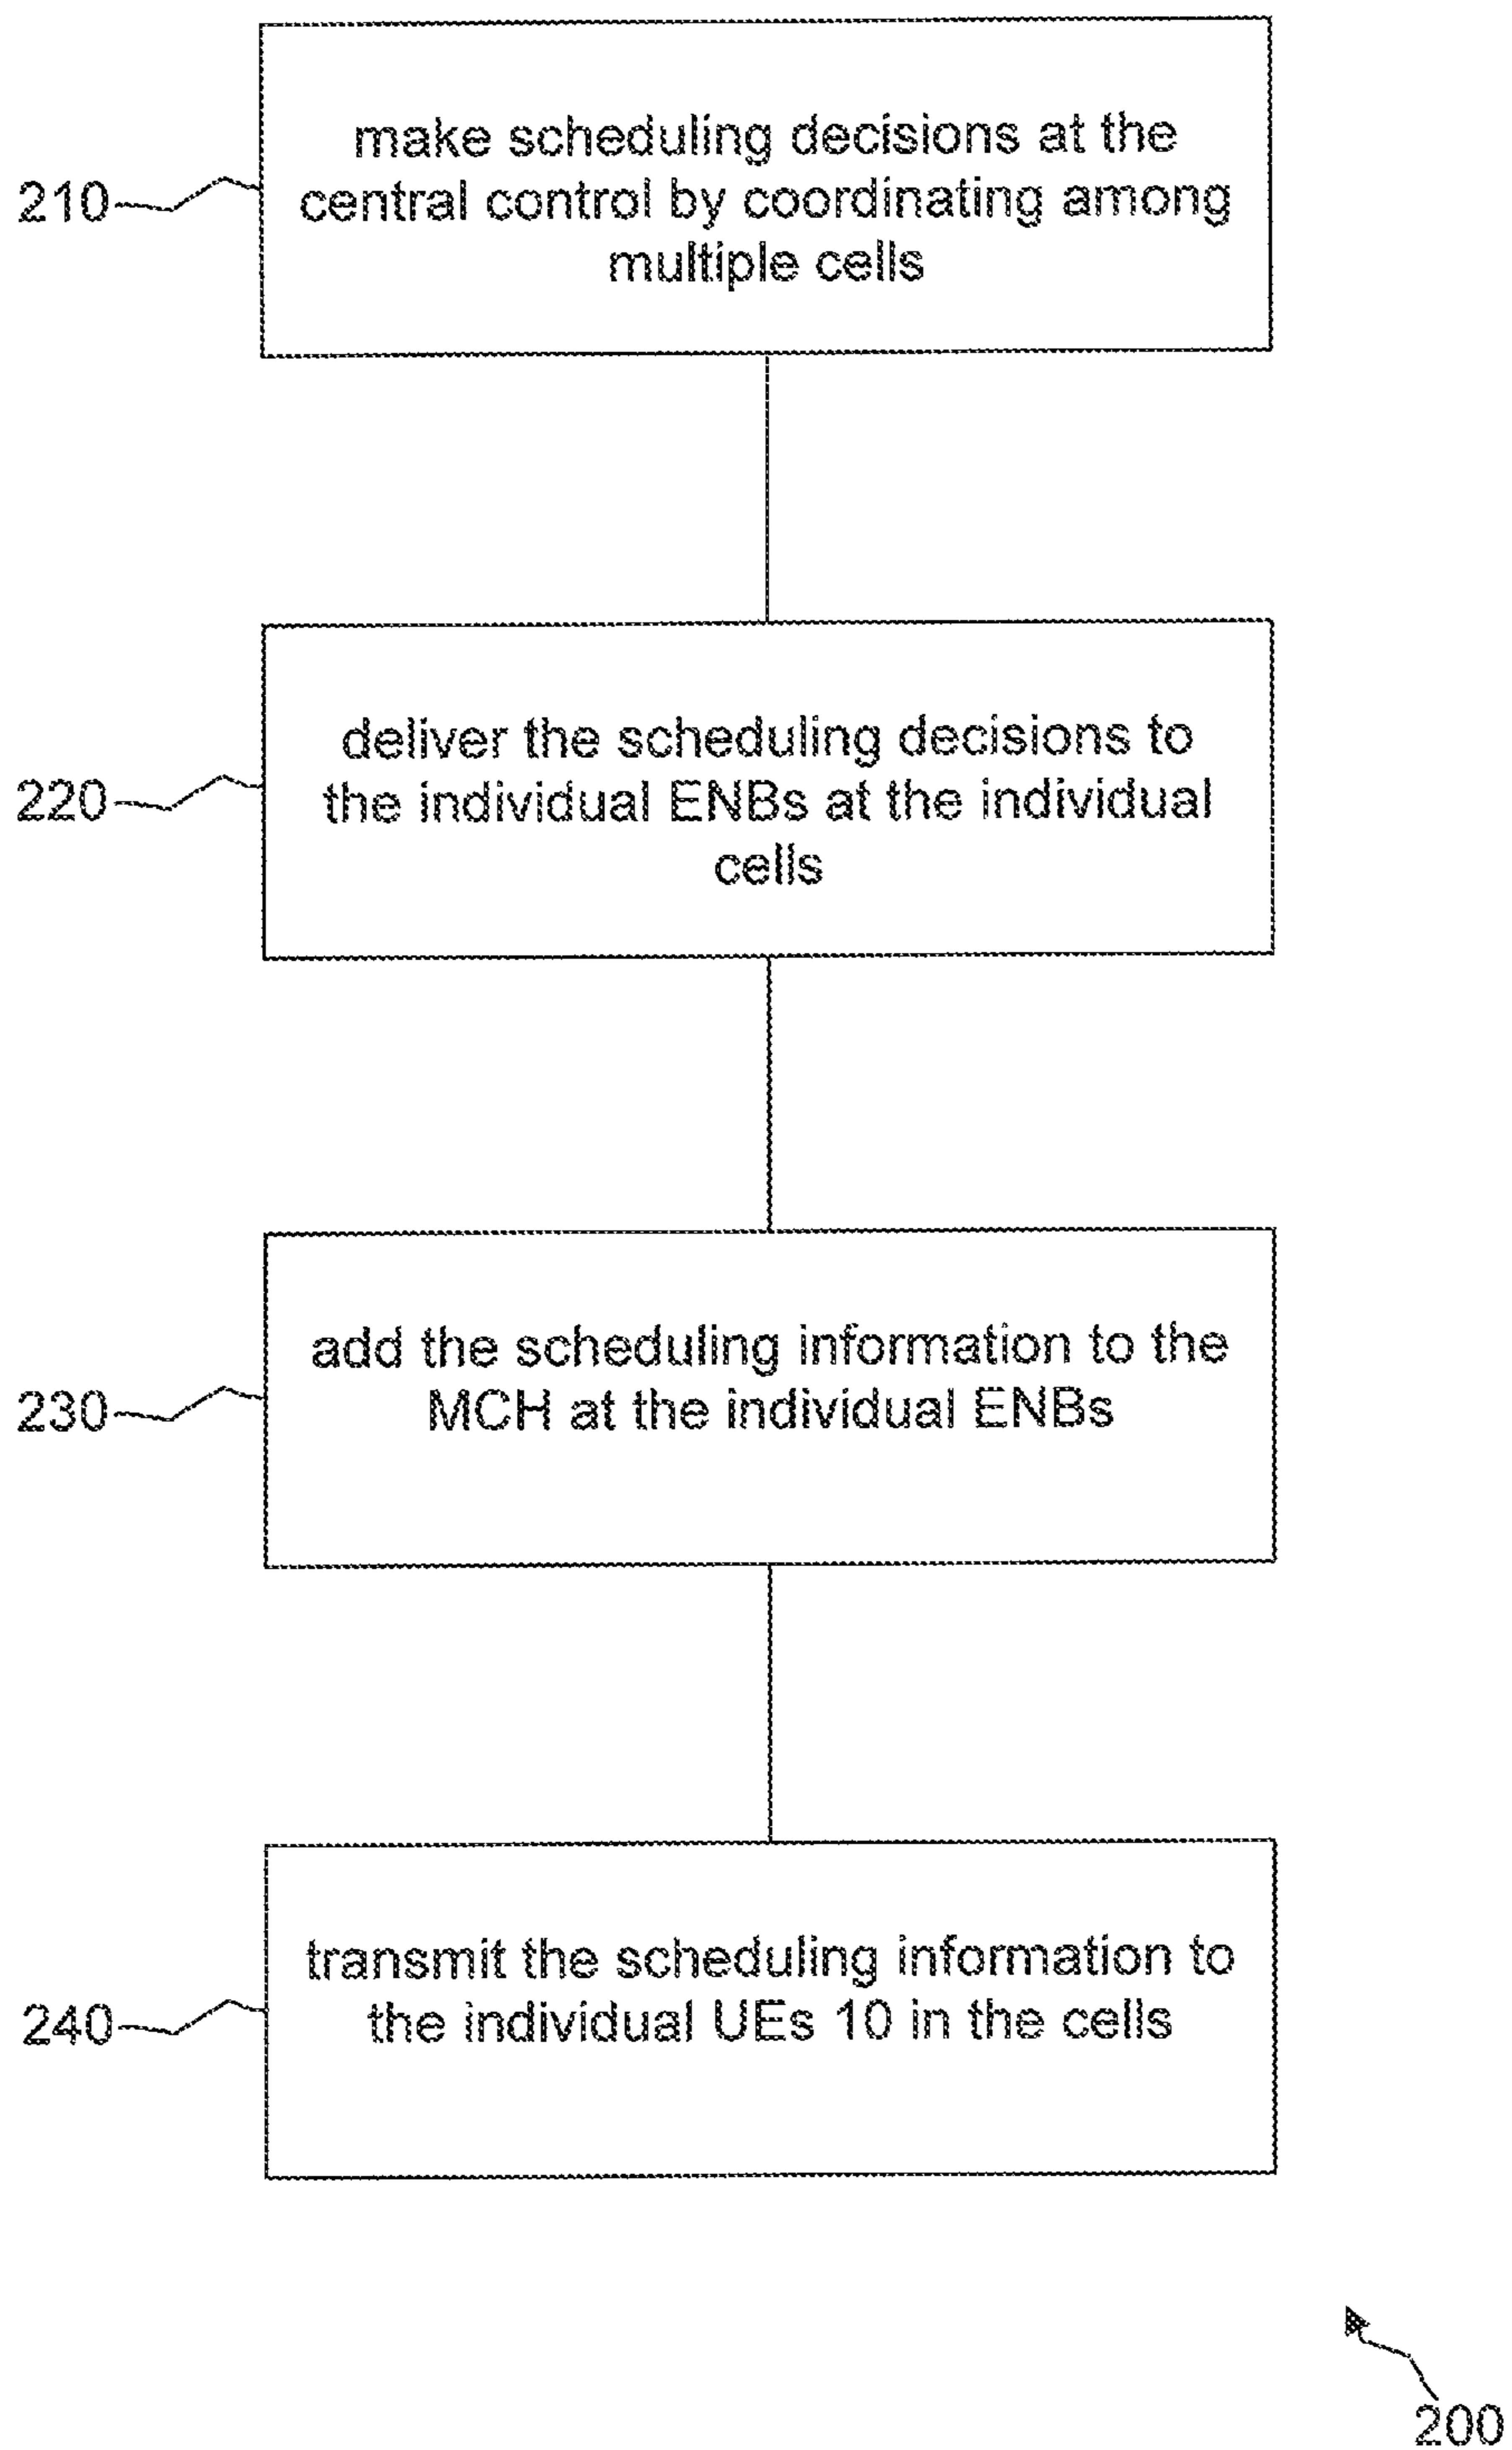 make scheduling decisions at the
central control by coordinating among
multiple cells
210
deliver the scheduling decisions to
the individual ENBs at the individual
cells
220
add the scheduling information to the
MCH at the individual ENBs
230
transmit the scheduling information to
the individual UEs 10 in the cells
240
200